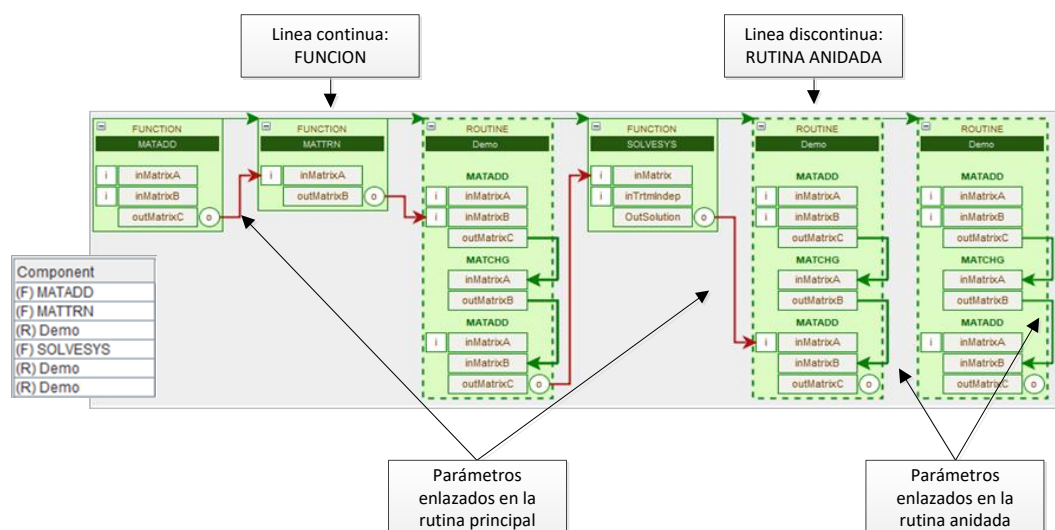 Linea continua:
FUNCION
Linea discontinua:
RUTINA ANIDADA
FUNCTION
MATADD
i inMatrixA
i inMatrixB
outMatrixC o
FUNCTION
MATTRN
i inMatrixA
outMatrixB o
ROUTINE
Demo
MATADD
i inMatrixA
i inMatrixB
outMatrixC
MATCHG
inMatrixA
outMatrixB
MATADD
i inMatrixA
inMatrixB
outMatrixC o
FUNCTION
SOLVESYS
i inMatrix
i inTrtmIndep
OutSolution o
ROUTINE
Demo
MATADD
i inMatrixA
i inMatrixB
outMatrixC
MATCHG
inMatrixA
outMatrixB
MATADD
i inMatrixA
inMatrixB
outMatrixC o
ROUTINE
Demo
MATADD
i inMatrixA
i inMatrixB
outMatrixC
MATCHG
inMatrixA
outMatrixB
MATADD
i inMatrixA
inMatrixB
outMatrixC o
Component
(F) MATADD
(F) MATTRN
(R) Demo
(F) SOLVESYS
(R) Demo
(R) Demo
Parámetros
enlazados en la
rutina principal
Parámetros
enlazados en la
rutina anidada